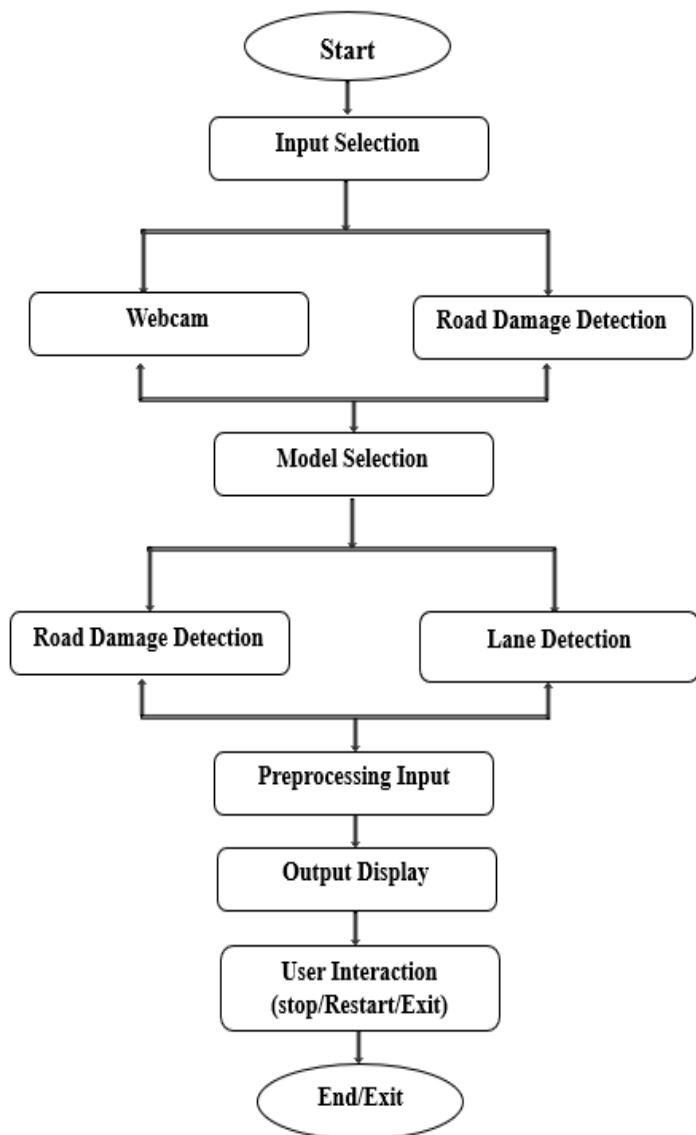 Start
Input Selection
Webcam
Road Damage Detection
Model Selection
Road Damage Detection
Lane Detection
Preprocessing Input
Output Display
User Interaction
(stop/Restart/Exit)
End/Exit